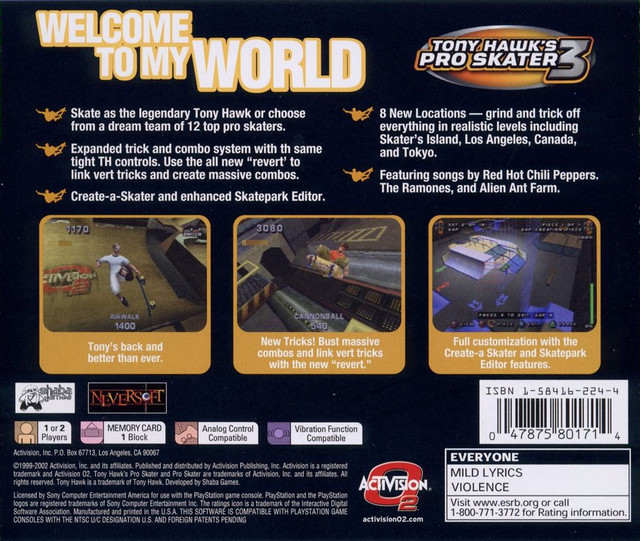 WELCOME
TO MY WORLD
TONY HAWK'S
PRO SKATER 3
Skate as the legendary Tony Hawk or choose
from a dream team of 12 top pro skaters.
Expanded trick and combo system with th same
tight TH controls. Use the all new "revert' to
link vert tricks and create massive combos.
Create-a-Skater and enhanced Skatepark Editor.
8 New Locations — grind and trick off
everything in realistic levels including
Skater's Island, Los Angeles, Canada,
and Tokyo.
Featuring songs by Red Hot Chili Peppers.
The Ramones, and Alien Ant Farm.
1170
AIRWALK
1400
Tony's back and
better than ever.
3060
CANNONBALL
540
New Tricks! Bust massive
combos and link vert tricks
with the new "revert."
Full customization with the
Create-a Skater and Skatepark
Editor features.
shaba
games
NEVERSOFT
ISBN 1-58416-224-4
0 47875 80171 4
1 or 2
Players
MEMORY CARD
1 Block
Analog Control
Compatible
Vibration Function
Compatible
Activision, Inc. P.O. Box 67713, Los Angeles, CA 90067
©1999-2002 Activision, Inc. and its affiliates. Published and distributed by Activision Publishing, Inc. Activision is a registered
trademark and Activision O2, Tony Hawk's Pro Skater and Pro Skater are trademarks of Activision, Inc. and its affiliates. All
rights reserved. Tony Hawk is a trademark of Tony Hawk. Developed by Shaba Games.
Licensed by Sony Computer Entertainment America for use with the PlayStation game console. PlayStation and the PlayStation
logos are registered trademarks of Sony Computer Entertainment Inc. The ratings icon is a trademark of the Interactive Digital
Software Association. Manufactured and printed in the U.S.A. THIS SOFTWARE IS COMPATIBLE WITH PLAYSTATION GAME
CONSOLES WITH THE NTSC U/C DESIGNATION U.S. AND FOREIGN PATENTS PENDING
ACTIVISION.
O2
activision02.com
EVERYONE
MILD LYRICS
VIOLENCE
Visit www.esrb.org or call
1-800-771-3772 for Rating information.